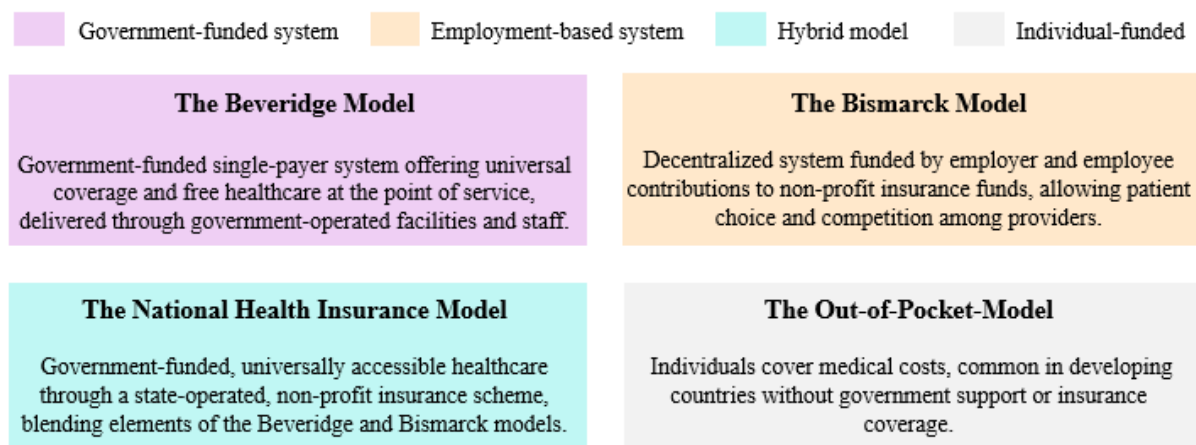 Government-funded system
Employment-based system
Hybrid model
Individual-funded
The Beveridge Model
Government-funded single-payer system offering universal
coverage and free healthcare at the point of service,
delivered through government-operated facilities and staff.
The Bismarck Model
Decentralized system funded by employer and employee
contributions to non-profit insurance funds, allowing patient
choice and competition among providers.
The National Health Insurance Model
Government-funded, universally accessible healthcare
through a state-operated, non-profit insurance scheme,
blending elements of the Beveridge and Bismarck models.
The Out-of-Pocket-Model
Individuals cover medical costs, common in developing
countries without government support or insurance
coverage.